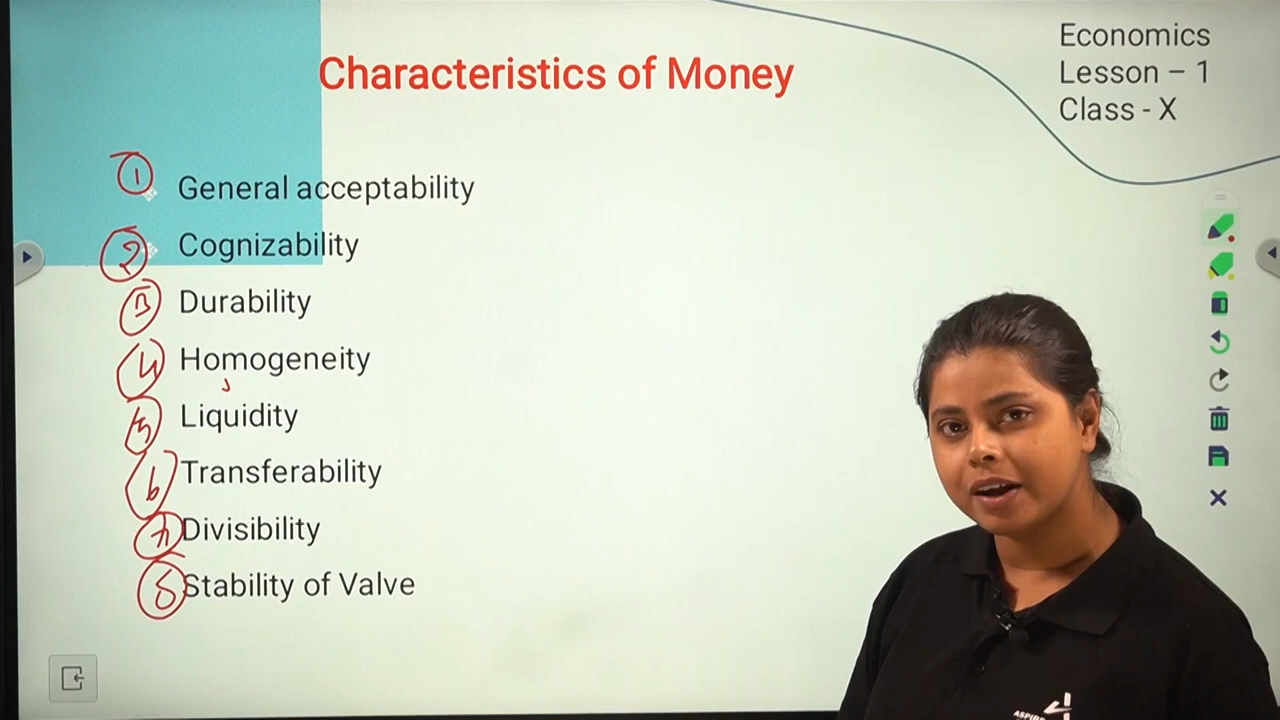 Economics
Lesson – 1
Class - X
Characteristics of Money
1 General acceptability
2 Cognizability
3 Durability
4 Homogeneity
5 Liquidity
6 Transferability
7 Divisibility
8 Stability of Valve